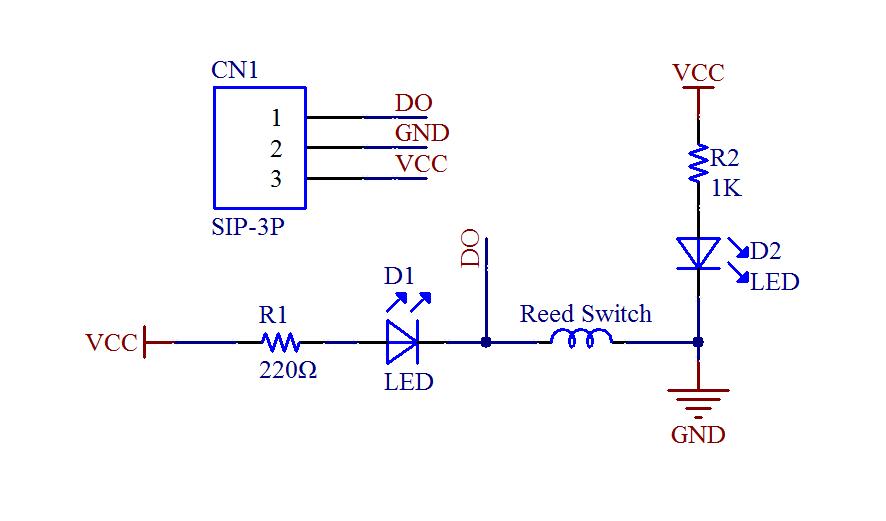 CN1
1 DO
2 GND
3 VCC
SIP-3P
VCC
R2
1K
D2
LED
DO
D1
R1
Reed Switch
VCC
220Ω
LED
GND